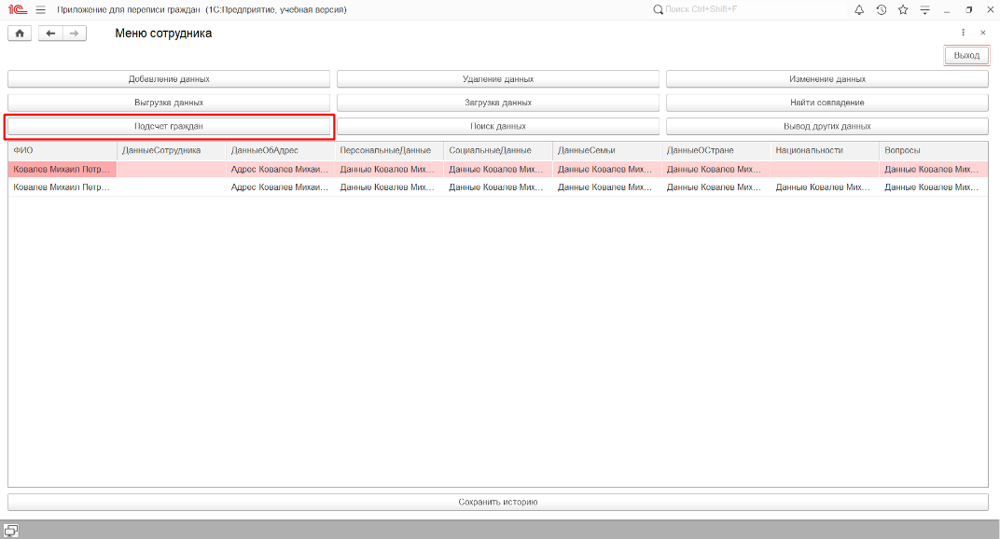 1С Приложение для переписи граждан (1С:Предприятие, учебная версия) Поиск Ctrl+Shift+F
Меню сотрудника
Выход
Добавление данных Удаление данных Изменение данных
Выгрузка данных Загрузка данных Найти совпадение
Подсчет граждан Поиск данных Вывод других данных
ФИО ДанныеСотрудника ДанныеОбАдрес ПерсональныеДанные СоциальныеДанные ДанныеСемьи ДанныеОСтране Национальности Вопросы
Ковалев Михаил Петр... Адрес Ковалев Михаи... Данные Ковалев Мих... Данные Ковалев Мих... Данные Ковалев Мих... Данные Ковалев Мих... Данные Ковалев Мих...
Ковалев Михаил Петр... Адрес Ковалев Михаи... Данные Ковалев Мих... Данные Ковалев Мих... Данные Ковалев Мих... Данные Ковалев Мих... Данные Ковалев Мих... Данные Ковалев Мих...
Сохранить историю